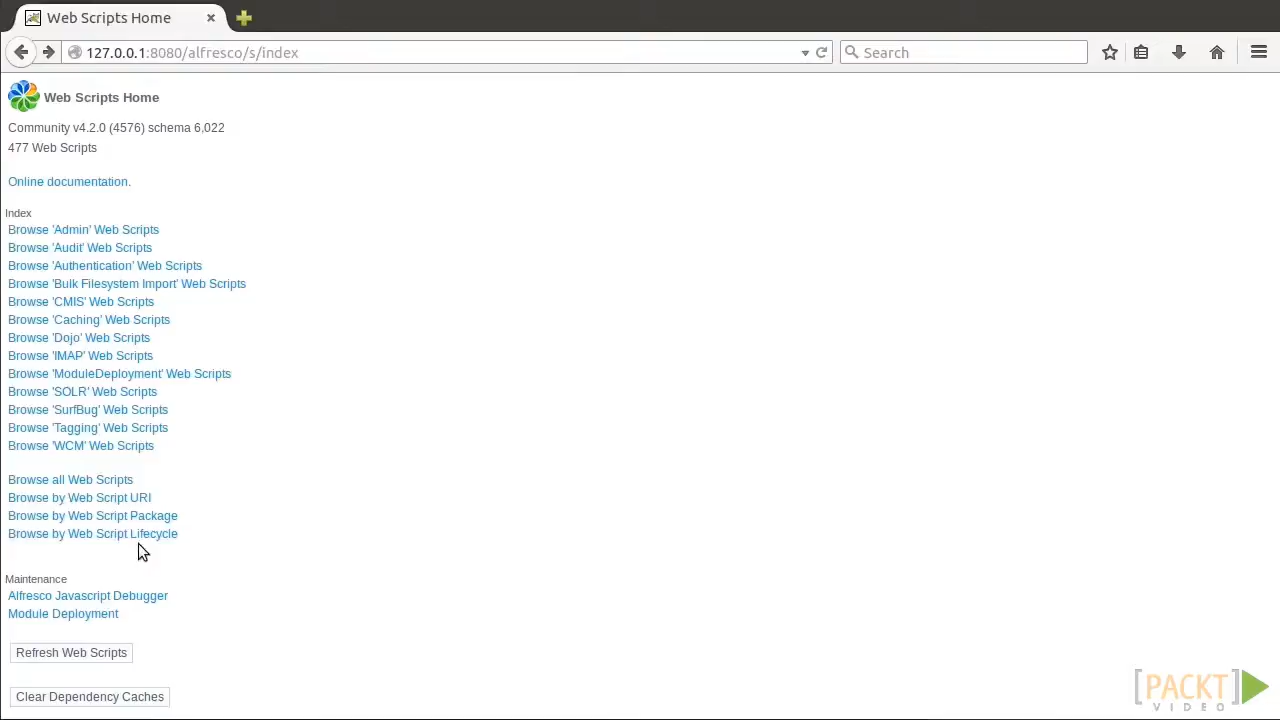 Web Scripts Home
127.0.0.1:8080/alfresco/s/index
Search
Web Scripts Home
Community v4.2.0 (4576) schema 6,022
477 Web Scripts
Online documentation.
Index
Browse 'Admin' Web Scripts
Browse 'Audit' Web Scripts
Browse 'Authentication' Web Scripts
Browse 'Bulk Filesystem Import' Web Scripts
Browse 'CMIS' Web Scripts
Browse 'Caching' Web Scripts
Browse 'Dojo' Web Scripts
Browse 'IMAP' Web Scripts
Browse 'ModuleDeployment' Web Scripts
Browse 'SOLR' Web Scripts
Browse 'SurfBug' Web Scripts
Browse 'Tagging' Web Scripts
Browse 'WCM' Web Scripts
Browse all Web Scripts
Browse by Web Script URI
Browse by Web Script Package
Browse by Web Script Lifecycle
Maintenance
Alfresco Javascript Debugger
Module Deployment
Refresh Web Scripts
Clear Dependency Caches
[PACKT]
VIDEO